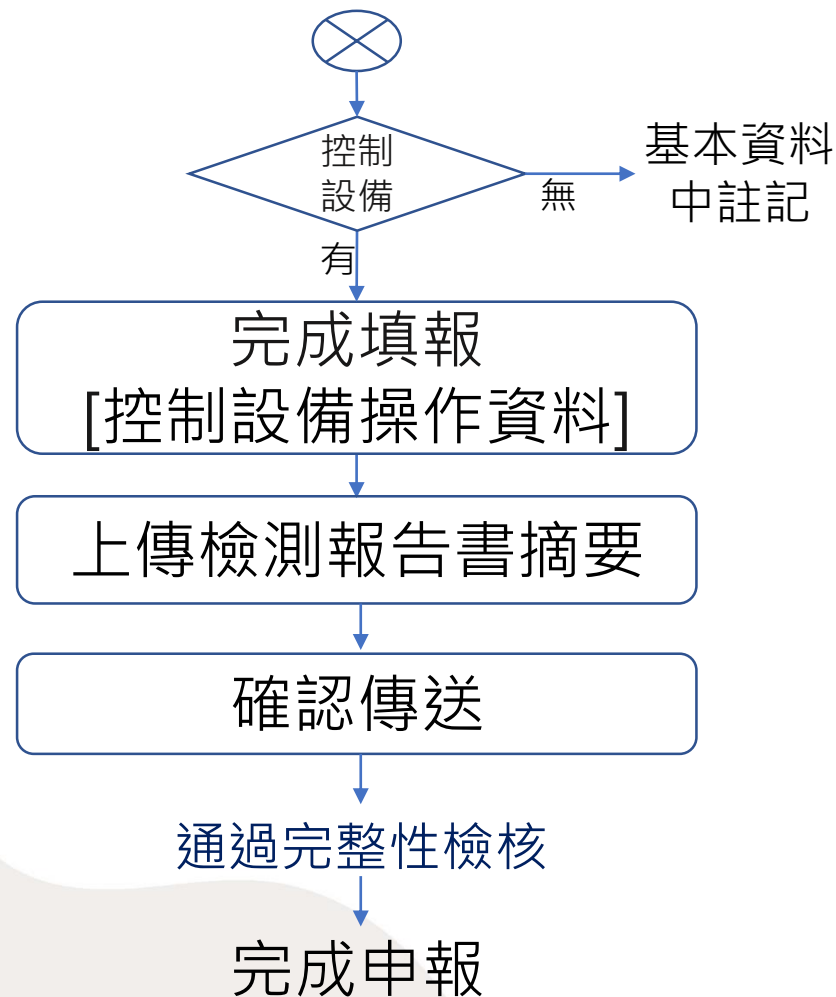 控制
設備
基本資料
中註記
無
有
完成填報
[控制設備操作資料]
上傳檢測報告書摘要
確認傳送
通過完整性檢核
完成申報